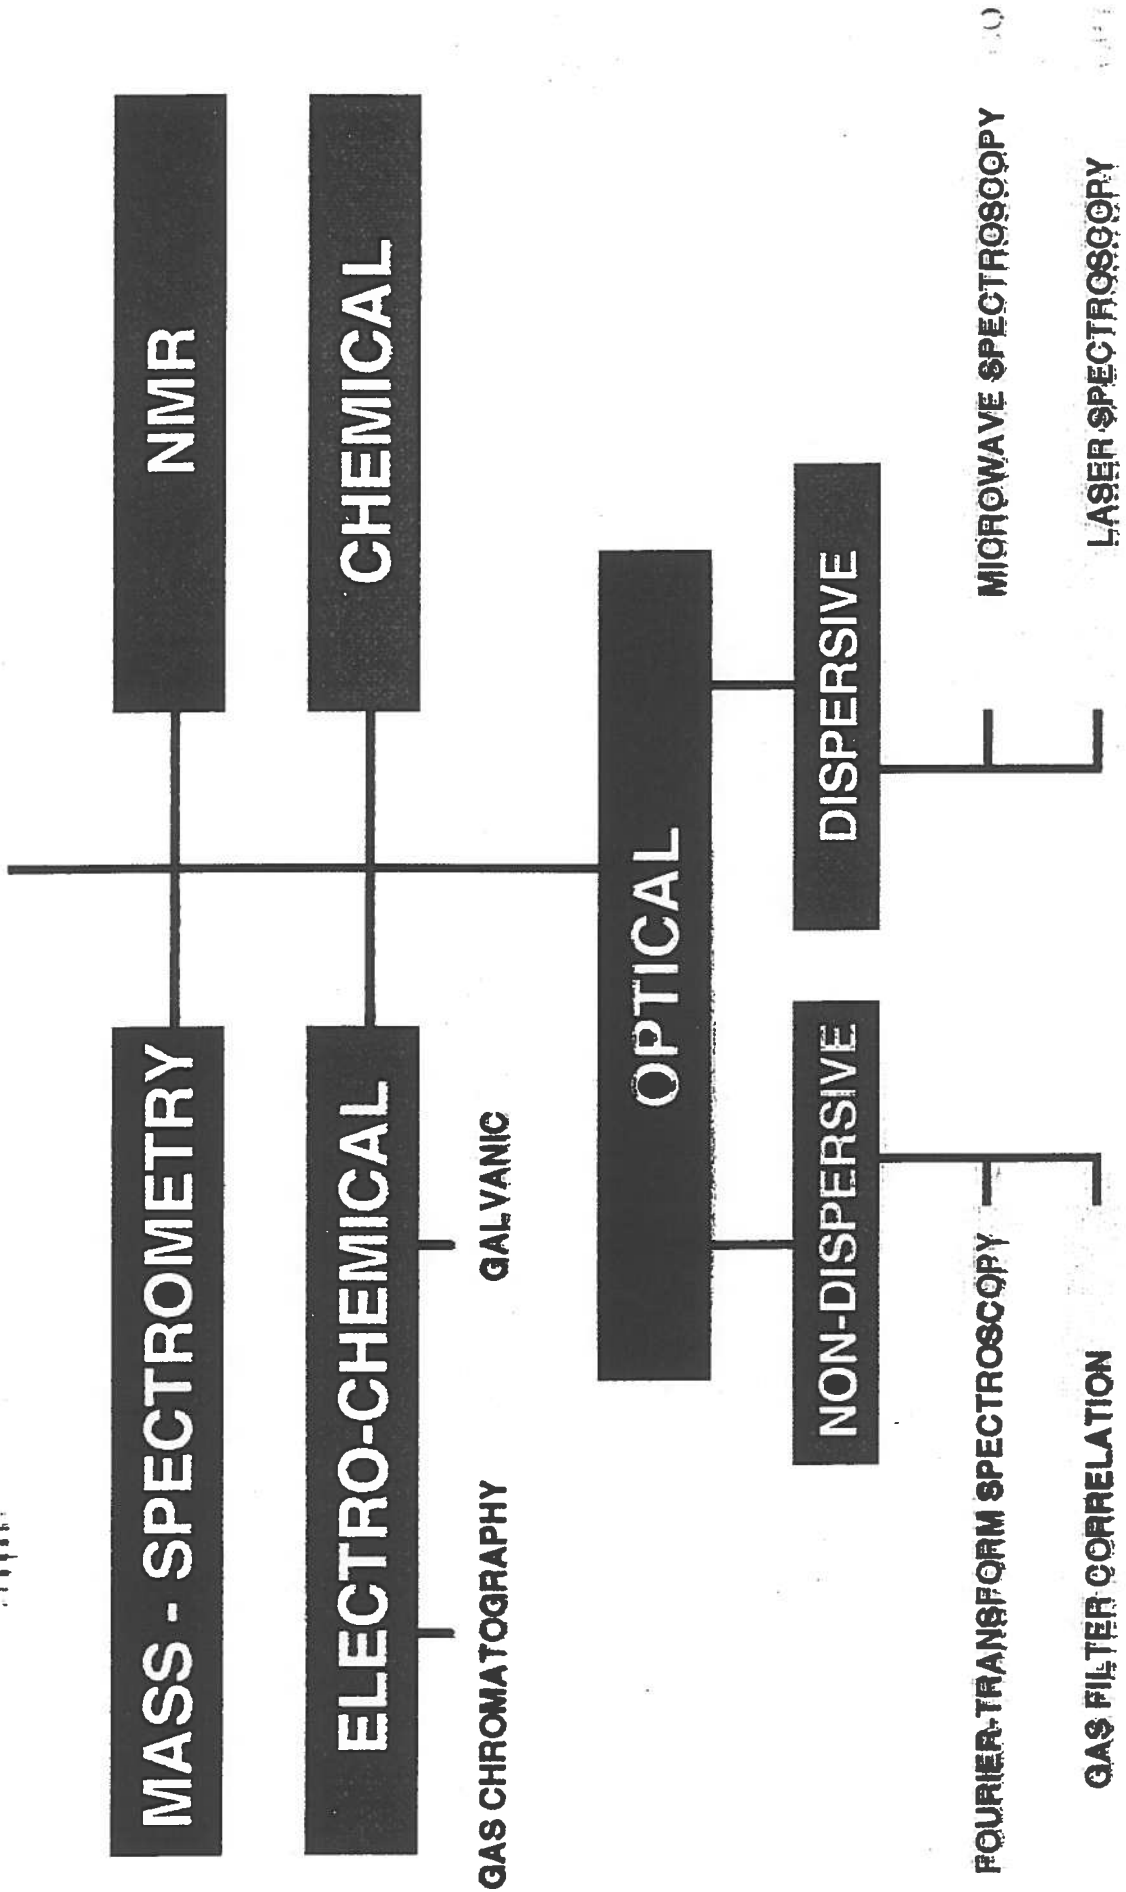 MASS - SPECTROMETRY
NMR
ELECTRO-CHEMICAL
CHEMICAL
GAS CHROMATOGRAPHY
GALVANIC
OPTICAL
NON-DISPERSIVE
DISPERSIVE
FOURIER-TRANSFORM SPECTROSCOPY
MICROWAVE SPECTROSCOPY
GAS FILTER CORRELATION
LASER SPECTROSCOPY